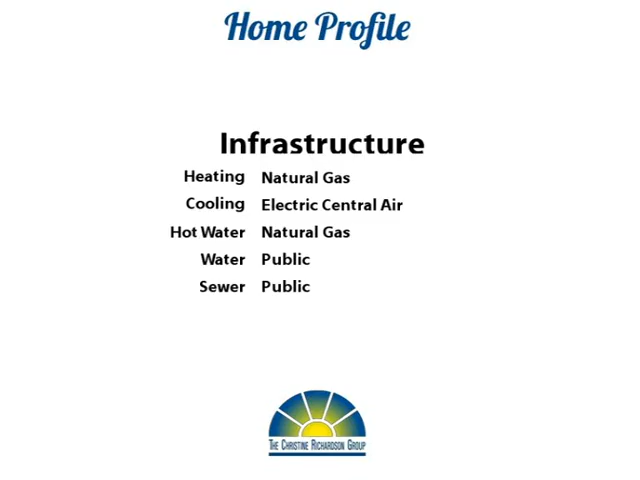 Home Profile
Infrastructure
Heating Natural Gas
Cooling Electric Central Air
Hot Water Natural Gas
Water Public
Sewer Public
THE CHRISTINE RICHARDSON GROUP